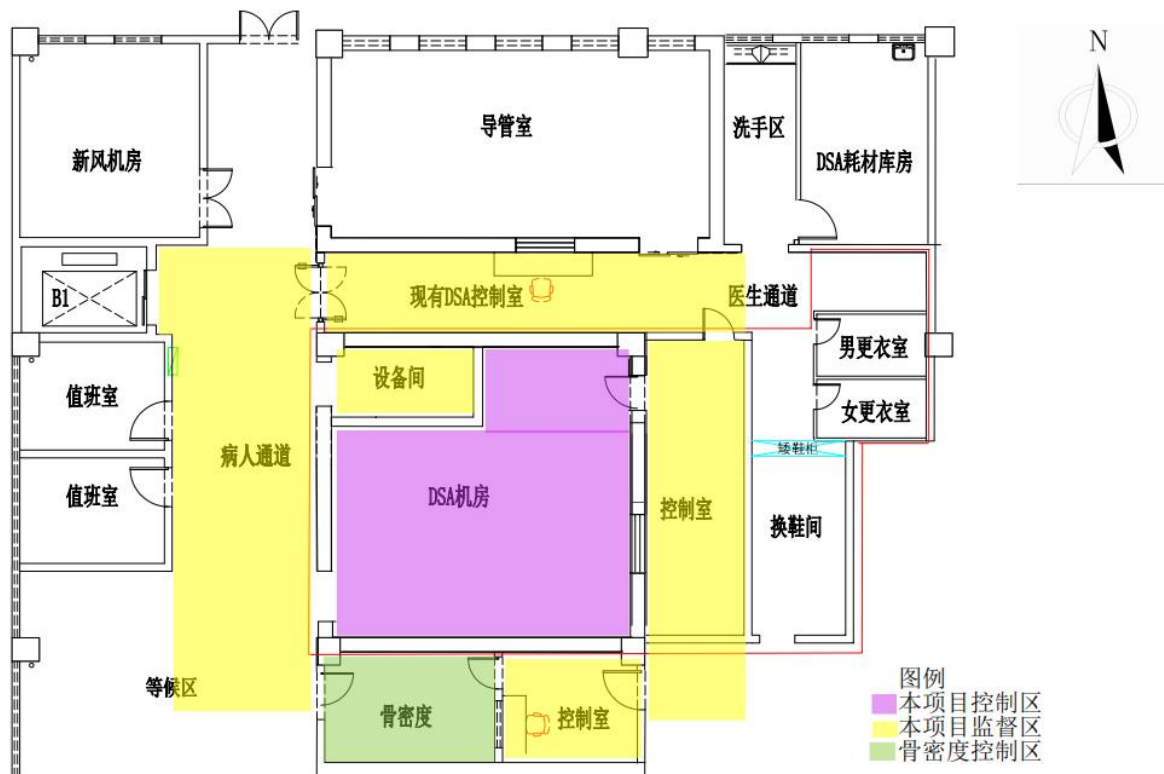 N
导管室
洗手区
新风机房
DSA耗材库房
B1
现有DSA控制室
医生通道
男更衣室
设备间
值班室
女更衣室
矮鞋柜
病人通道
值班室
DSA机房
控制室
换鞋间
等候区
骨密度
控制室
图例
本项目控制区
本项目监督区
骨密度控制区